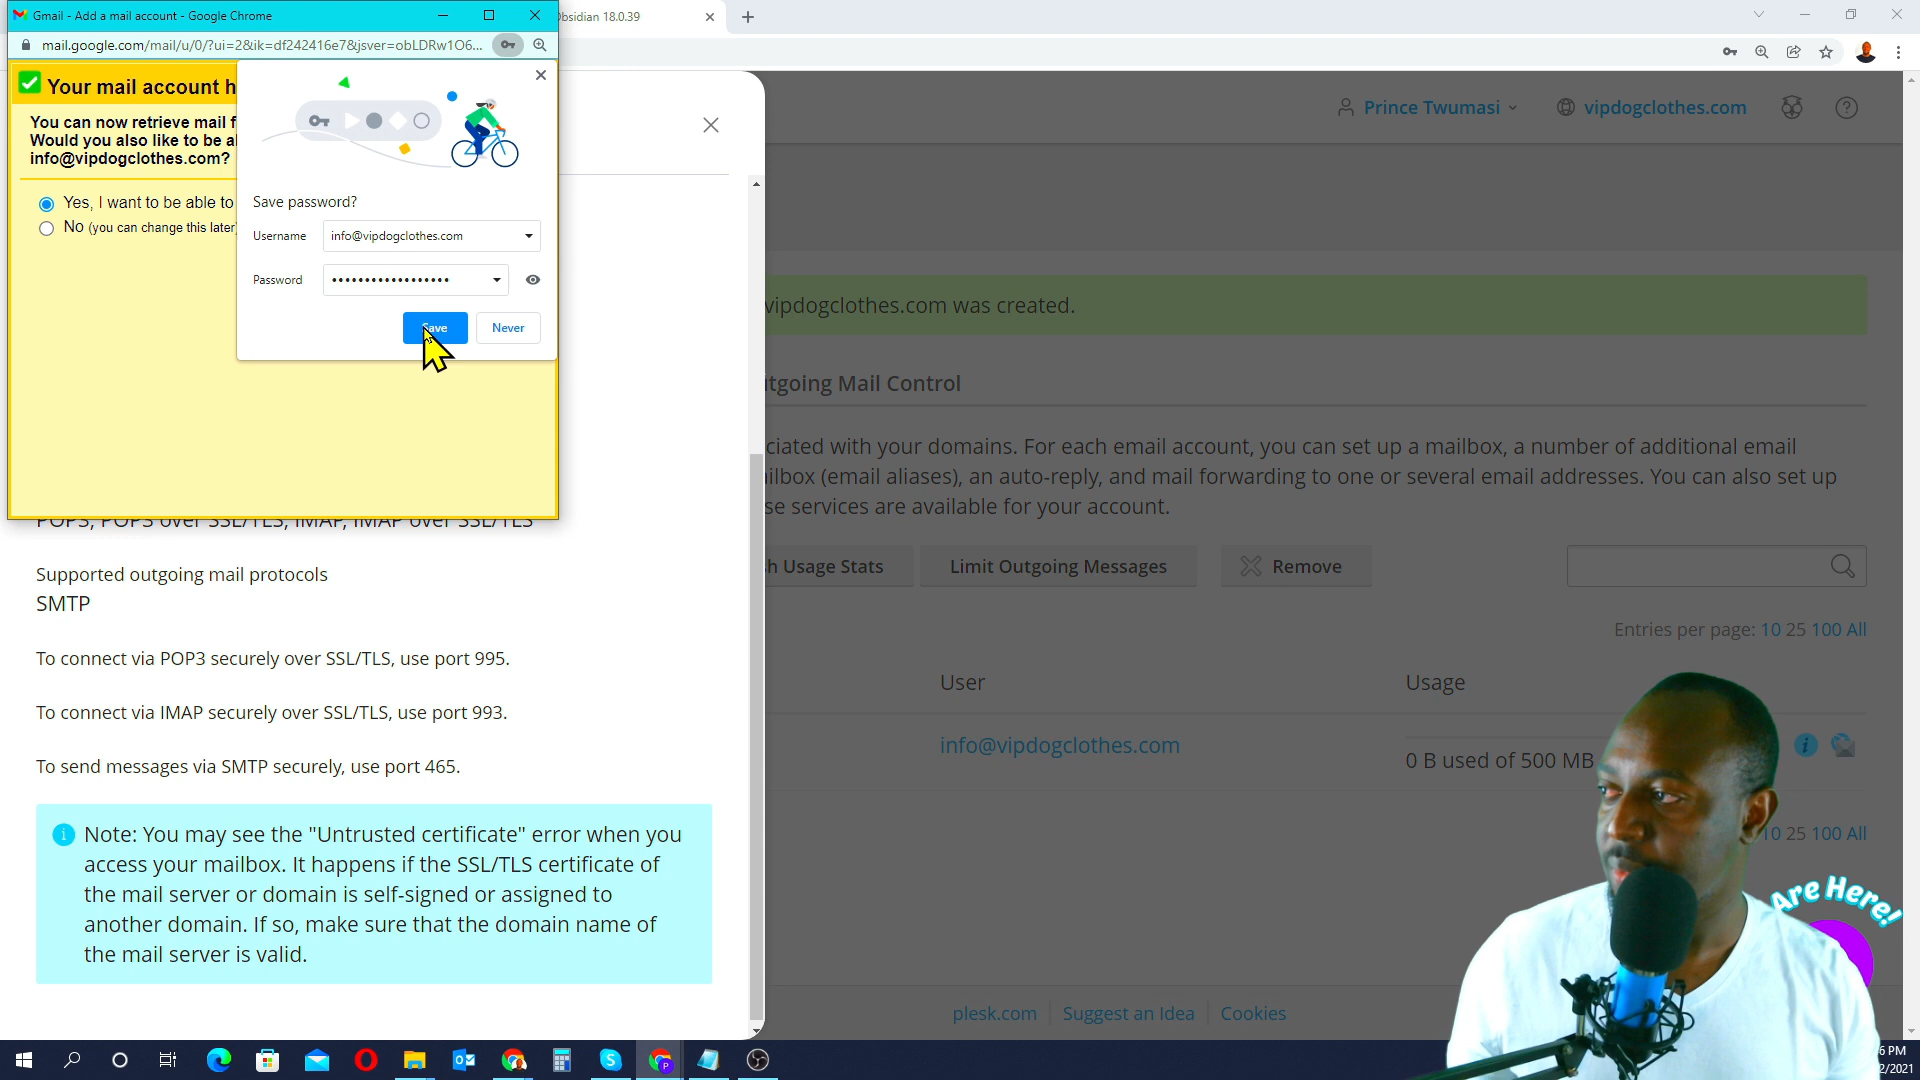 Gmail - Add a mail account - Google Chrome
Obsidian 18.0.39
mail.google.com/mail/u/0/?ui=2&ik=df242416e7&jsver=obLDRw1O6...
Your mail account h
You can now retrieve mail f
Would you also like to be al
info@vipdogclothes.com?
Yes, I want to be able to
No (you can change this later
Save password?
Username
info@vipdogclothes.com
Password
••••••••••••••••••
Save
Never
Prince Twumasi
vipdogclothes.com
vipdogclothes.com was created.
tgoing Mail Control
ciated with your domains. For each email account, you can set up a mailbox, a number of additional email
ilbox (email aliases), an auto-reply, and mail forwarding to one or several email addresses. You can also set up
se services are available for your account.
h Usage Stats
Limit Outgoing Messages
Remove
Entries per page: 10 25 100 All
User
Usage
info@vipdogclothes.com
0 B used of 500 MB
10 25 100 All
POP3, POP3 over SSL/TLS, IMAP, IMAP over SSL/TLS
Supported outgoing mail protocols
SMTP
To connect via POP3 securely over SSL/TLS, use port 995.
To connect via IMAP securely over SSL/TLS, use port 993.
To send messages via SMTP securely, use port 465.
Note: You may see the "Untrusted certificate" error when you
access your mailbox. It happens if the SSL/TLS certificate of
the mail server or domain is self-signed or assigned to
another domain. If so, make sure that the domain name of
the mail server is valid.
Are Here!
plesk.com
Suggest an Idea
Cookies
6 PM
2/2021